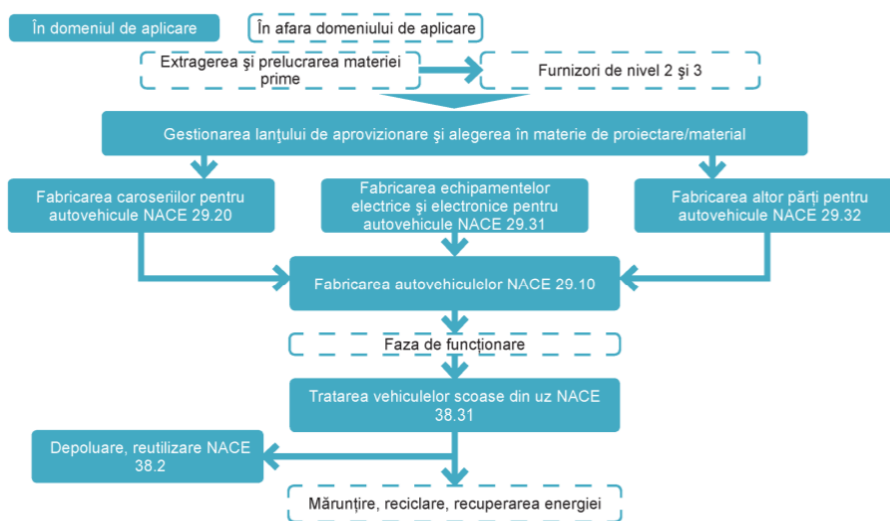 În domeniul de aplicare
În afara domeniului de aplicare
Extragerea și prelucrarea materiei
prime
Furnizori de nivel 2 și 3
Gestionarea lanțului de aprovizionare și alegerea în materie de proiectare/material
Fabricarea caroseriilor pentru
autovehicule NACE 29.20
Fabricarea echipamentelor
electrice și electronice pentru
autovehicule NACE 29.31
Fabricarea altor părți pentru
autovehicule NACE 29.32
Fabricarea autovehiculelor NACE 29.10
Faza de funcționare
Tratarea vehiculelor scoase din uz NACE
38.31
Depoluare, reutilizare NACE
38.2
Mărunțire, reciclare, recuperarea energiei